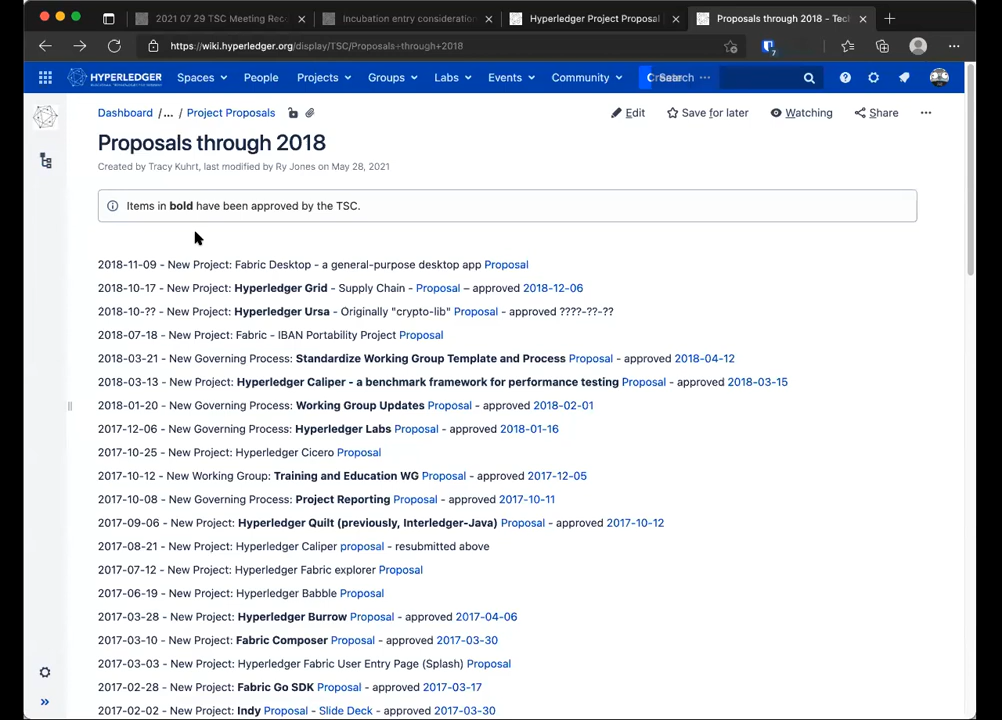 2021 07 29 TSC Meeting Rec
Incubation entry consideration
Hyperledger Project Proposal
Proposals through 2018 - Tec
https://wiki.hyperledger.org/display/TSC/Proposals+through+2018
7
HYPERLEDGER
Spaces
People
Projects
Groups
Labs
Events
Community
Search
Dashboard /... / Project Proposals
Edit
Save for later
Watching
Share
Proposals through 2018
Created by Tracy Kuhrt, last modified by Ry Jones on May 28, 2021
Items in bold have been approved by the TSC.
2018-11-09 - New Project: Fabric Desktop - a general-purpose desktop app Proposal
2018-10-17 - New Project: Hyperledger Grid - Supply Chain - Proposal – approved 2018-12-06
2018-10-?? - New Project: Hyperledger Ursa - Originally "crypto-lib" Proposal - approved ????-??-??
2018-07-18 - New Project: Fabric - IBAN Portability Project Proposal
2018-03-21 - New Governing Process: Standardize Working Group Template and Process Proposal - approved 2018-04-12
2018-03-13 - New Project: Hyperledger Caliper - a benchmark framework for performance testing Proposal - approved 2018-03-15
2018-01-20 - New Governing Process: Working Group Updates Proposal - approved 2018-02-01
2017-12-06 - New Governing Process: Hyperledger Labs Proposal - approved 2018-01-16
2017-10-25 - New Project: Hyperledger Cicero Proposal
2017-10-12 - New Working Group: Training and Education WG Proposal - approved 2017-12-05
2017-10-08 - New Governing Process: Project Reporting Proposal - approved 2017-10-11
2017-09-06 - New Project: Hyperledger Quilt (previously, Interledger-Java) Proposal - approved 2017-10-12
2017-08-21 - New Project: Hyperledger Caliper proposal - resubmitted above
2017-07-12 - New Project: Hyperledger Fabric explorer Proposal
2017-06-19 - New Project: Hyperledger Babble Proposal
2017-03-28 - New Project: Hyperledger Burrow Proposal - approved 2017-04-06
2017-03-10 - New Project: Fabric Composer Proposal - approved 2017-03-30
2017-03-03 - New Project: Hyperledger Fabric User Entry Page (Splash) Proposal
2017-02-28 - New Project: Fabric Go SDK Proposal - approved 2017-03-17
2017-02-02 - New Project: Indy Proposal - Slide Deck - approved 2017-03-30